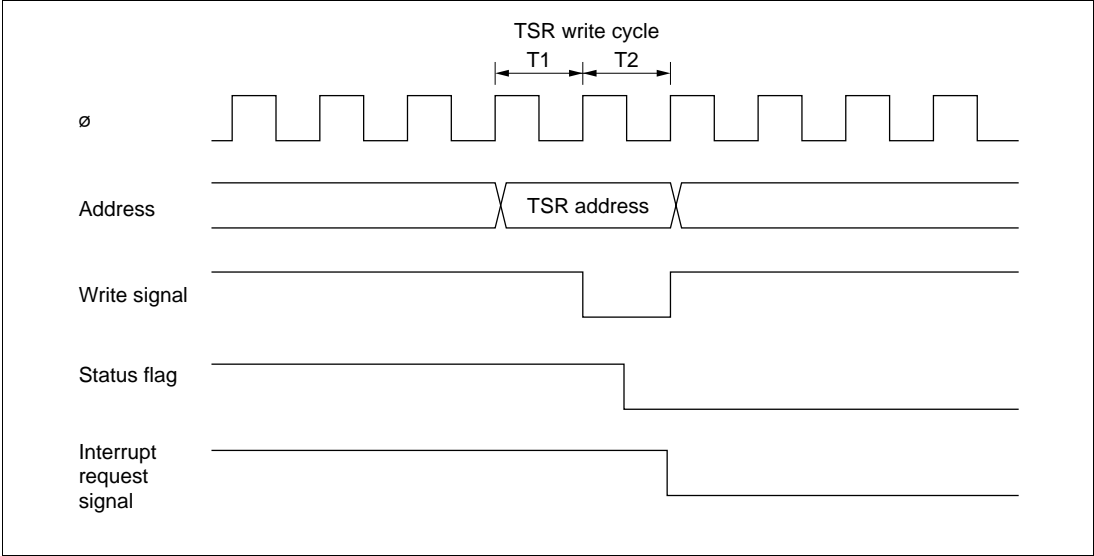 TSR write cycle
T1 T2
ø
Address
TSR address
Write signal
Status flag
Interrupt
request
signal